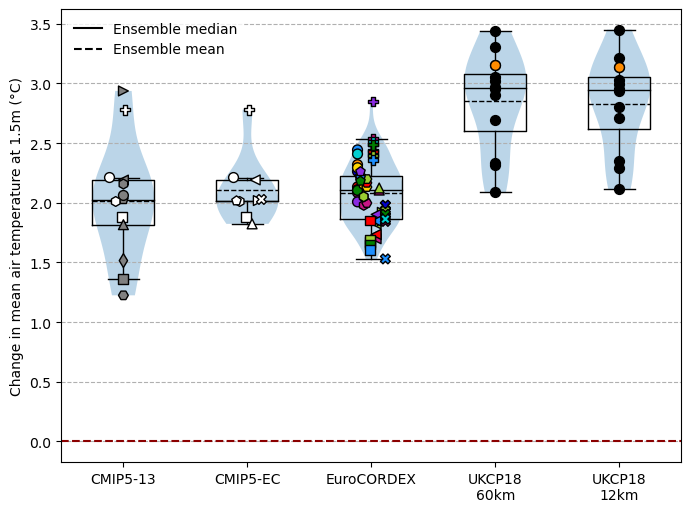 Ensemble median
Ensemble mean
Change in mean air temperature at 1.5m (°C)
3.5
3.0
2.5
2.0
1.5
1.0
0.5
0.0
CMIP5-13
CMIP5-EC
EuroCORDEX
UKCP18
60km
UKCP18
12km